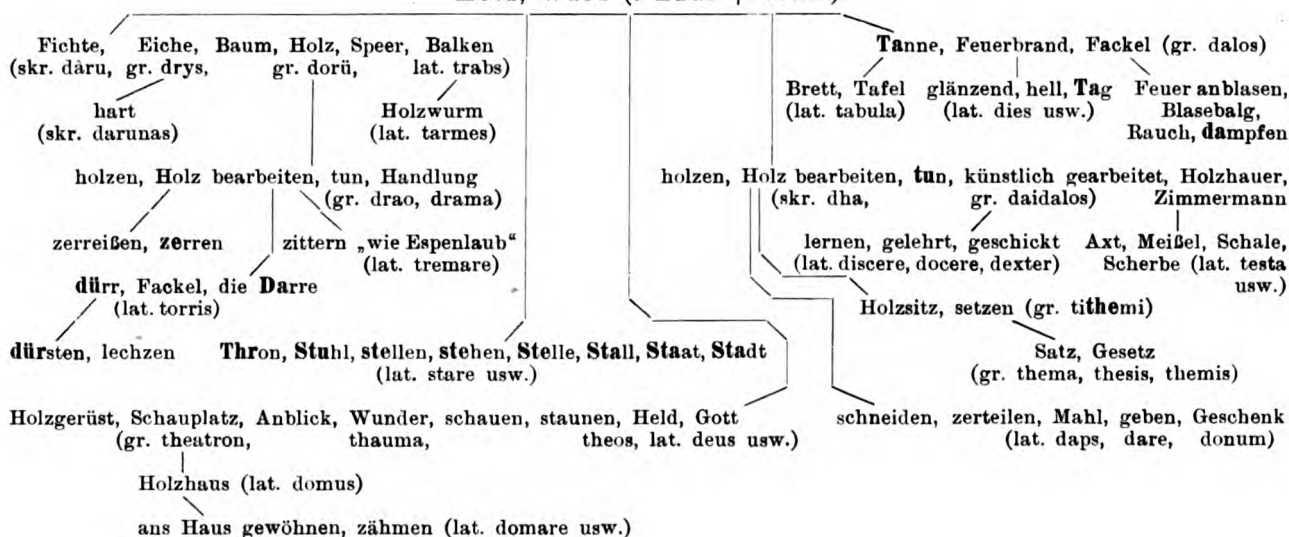 Fichte, Eiche, Baum, Holz, Speer, Balken
(skr. dâru, gr. drys, gr. dorü, lat. trabs)
hart
(skr. darunas)
Holzwurm
(lat. tarmes)
Tanne, Feuerbrand, Fackel (gr. dalos)
Brett, Tafel
(lat. tabula)
glänzend, hell, Tag
(lat. dies usw.)
Feuer anblasen,
Blasebalg,
Rauch, dampfen
holzen, Holz bearbeiten, tun, Handlung
(gr. drao, drama)
zerreißen, zerren
zittern „wie Espenlaub“
(lat. tremare)
dürr, Fackel, die Darre
(lat. torris)
dürsten, lechzen
Thron, Stuhl, stellen, stehen, Stelle, Stall, Staat, Stadt
(lat. stare usw.)
holzen, Holz bearbeiten, tun, künstlich gearbeitet, Holzhauer,
(skr. dha, gr. daidalos) Zimmermann
lernen, gelehrt, geschickt
(lat. discere, docere, dexter)
Axt, Meißel, Schale,
Scherbe (lat. testa
usw.)
Holzsitz, setzen (gr. tithemi)
Satz, Gesetz
(gr. thema, thesis, themis)
Holzgerüst, Schauplatz, Anblick, Wunder, schauen, staunen, Held, Gott
(gr. theatron, thauma, theos, lat. deus usw.)
schneiden, zerteilen, Mahl, geben, Geschenk
(lat. daps, dare, donum)
Holzhaus (lat. domus)
ans Haus gewöhnen, zähmen (lat. domare usw.)